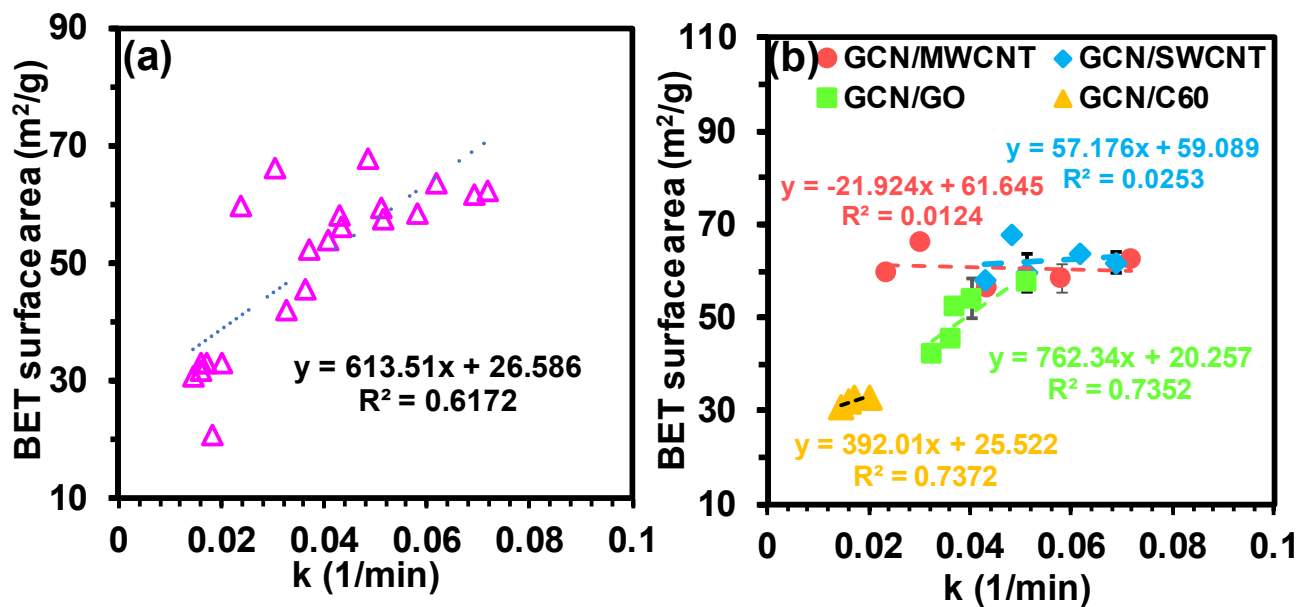 (a)
90
70
50
30
10
BET surface area (m²/g)
y = 613.51x + 26.586
R² = 0.6172
0 0.02 0.04 0.06 0.08 0.1
k (1/min)
(b)
GCN/MWCNT GCN/SWCNT
GCN/GO GCN/C60
110
90
70
50
30
10
BET surface area (m²/g)
y = 57.176x + 59.089
R² = 0.0253
y = -21.924x + 61.645
R² = 0.0124
y = 762.34x + 20.257
R² = 0.7352
y = 392.01x + 25.522
R² = 0.7372
0 0.02 0.04 0.06 0.08 0.1
k (1/min)